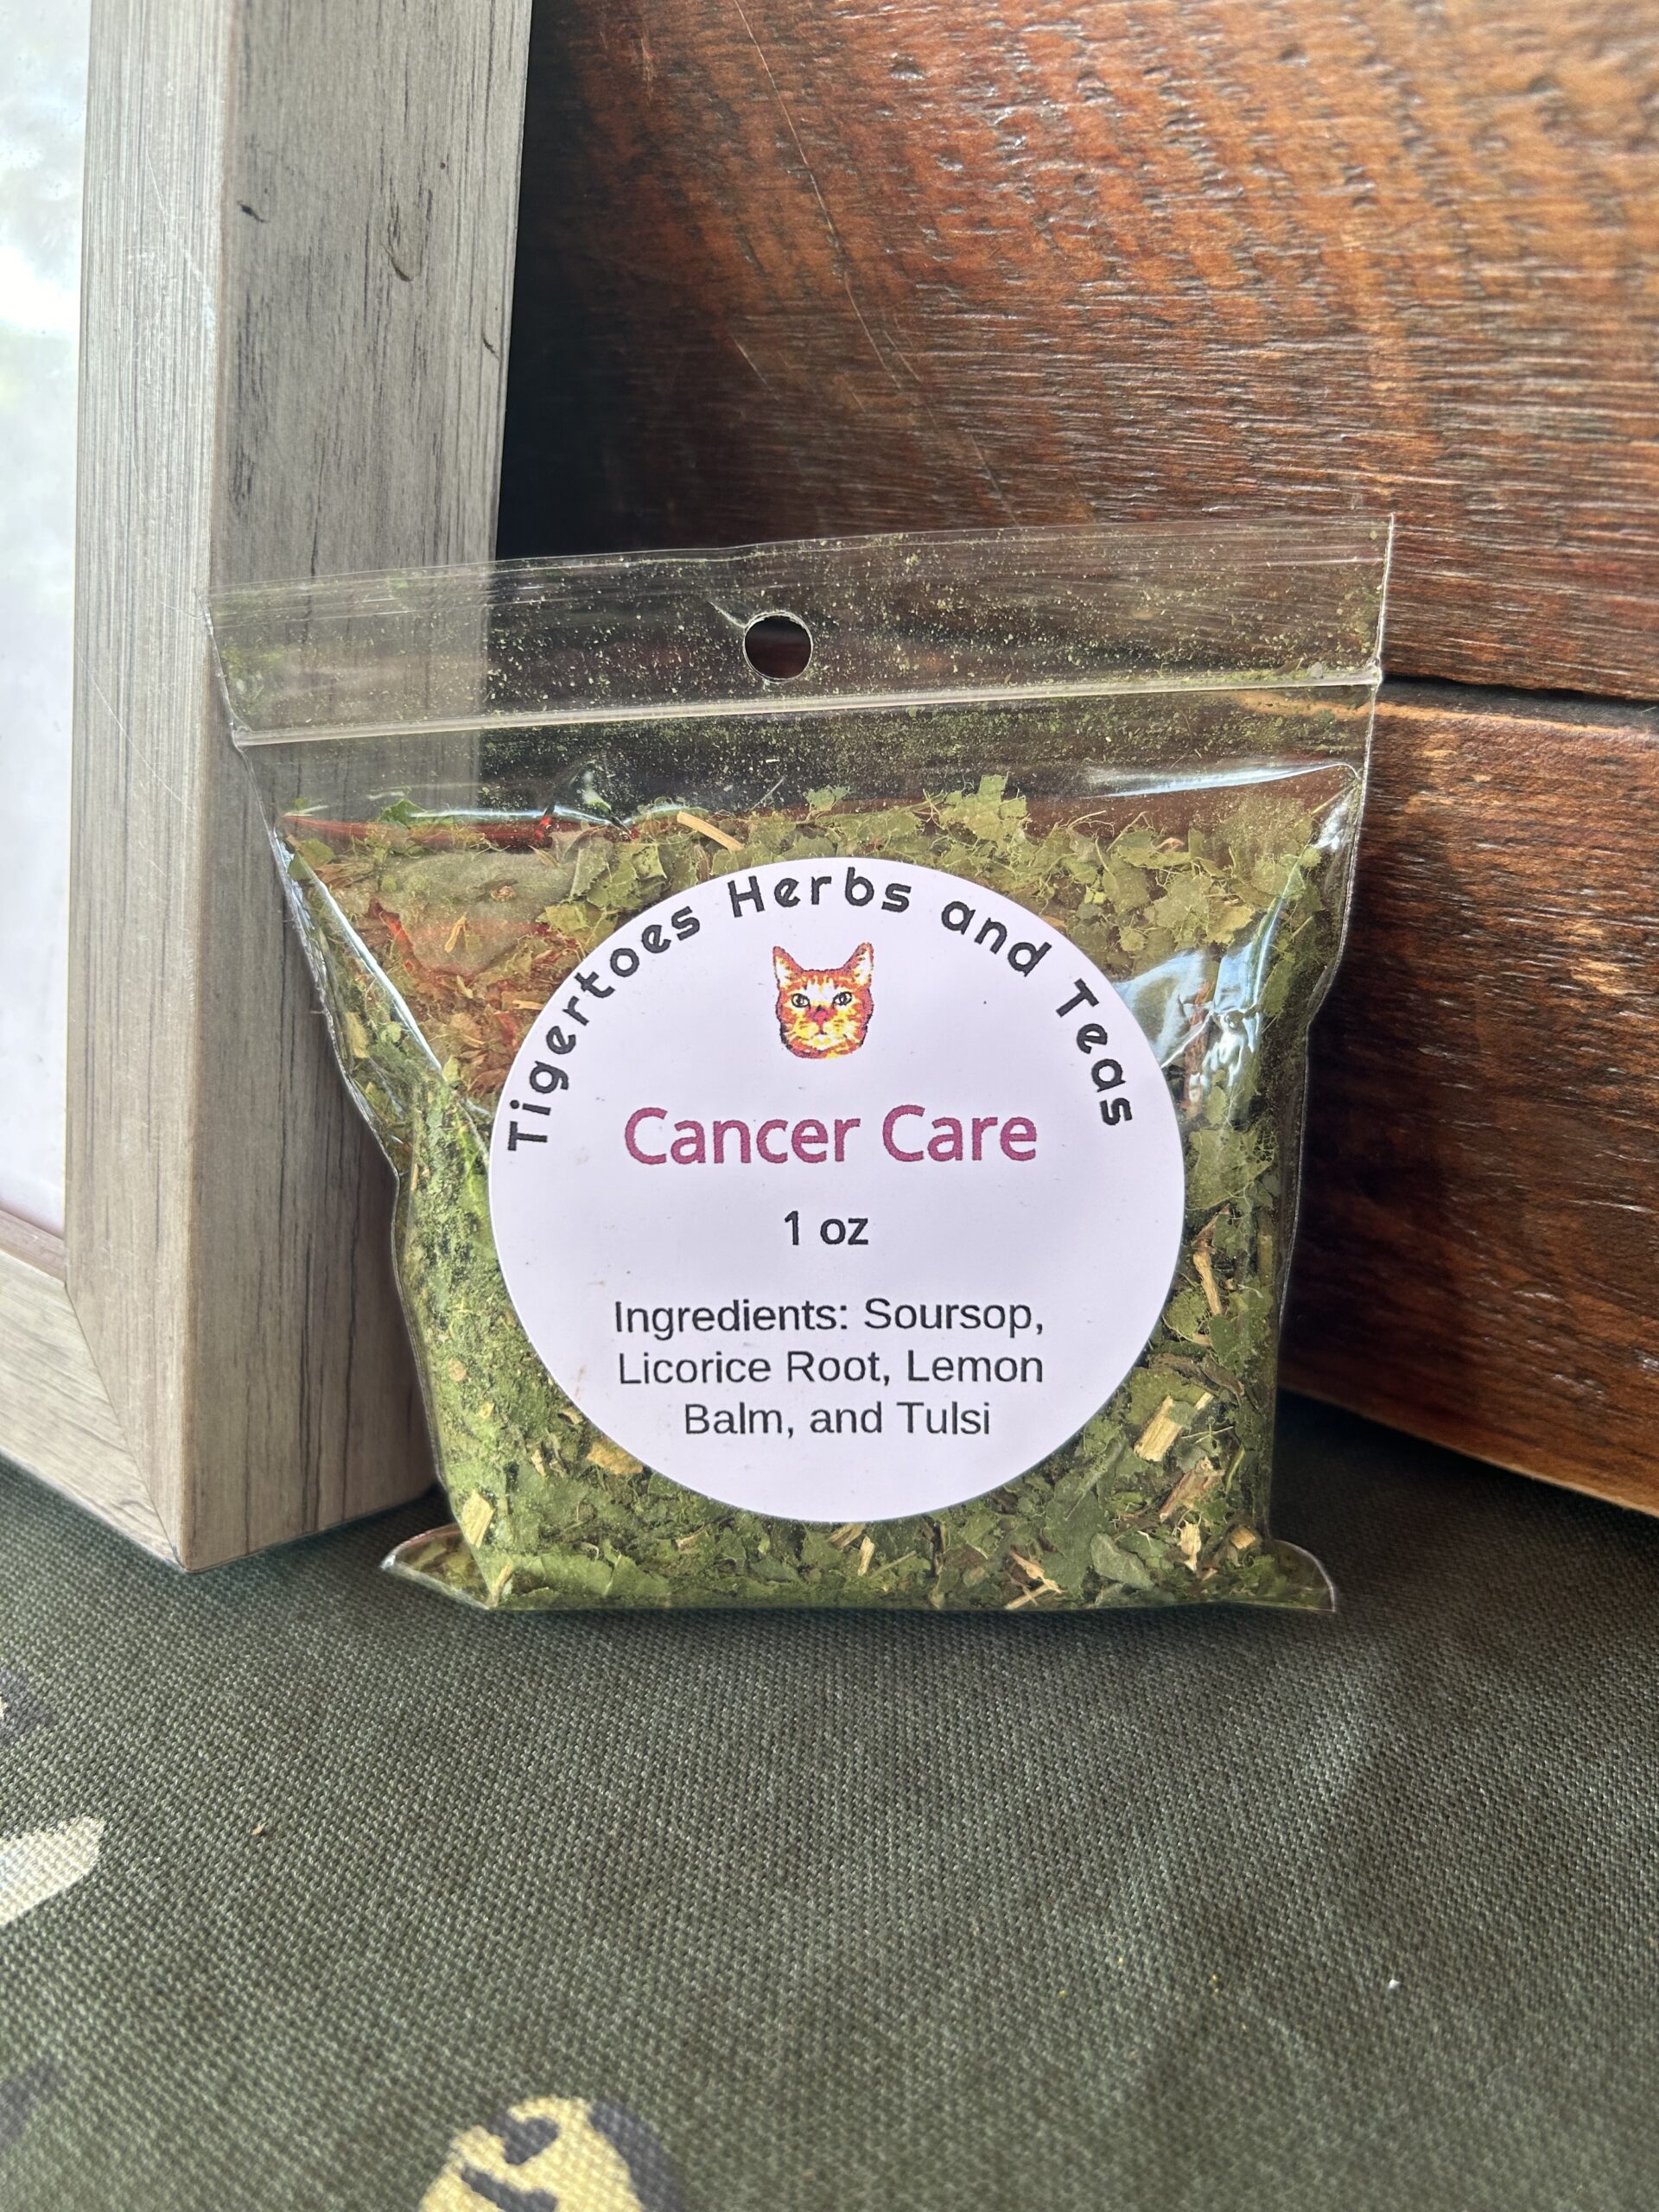 Tigertoes Herbs and Teas
Cancer Care
1 oz
Ingredients: Soursop,
Licorice Root, Lemon
Balm, and Tulsi